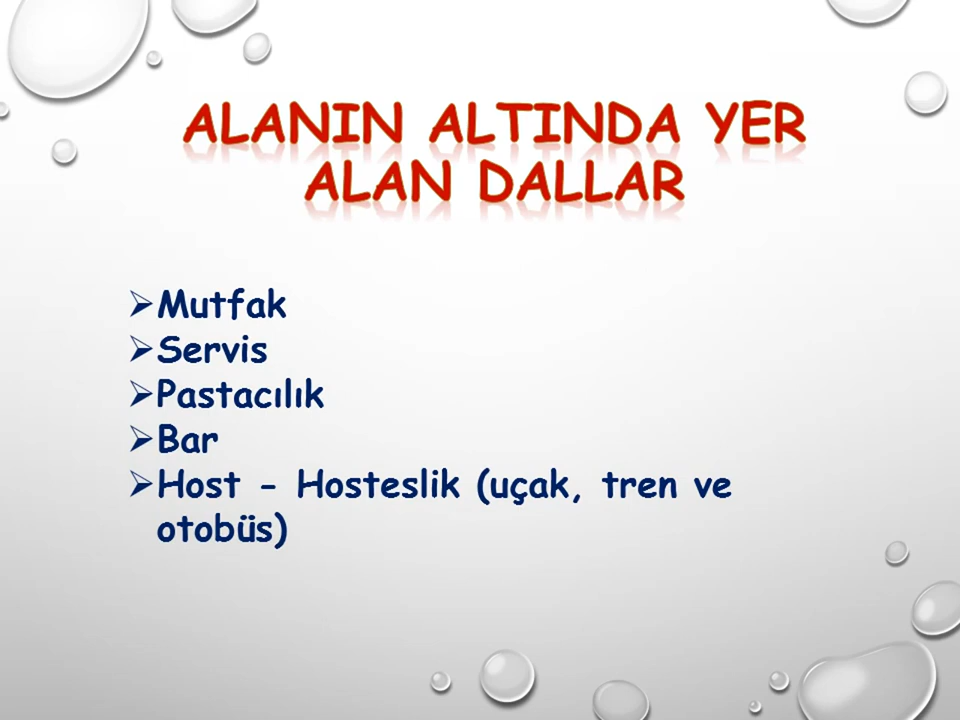 ALANIN ALTINDA YER
ALAN DALLAR
➢Mutfak
➢Servis
➢Pastacılık
➢Bar
➢Host - Hosteslik (uçak, tren ve
otobüs)